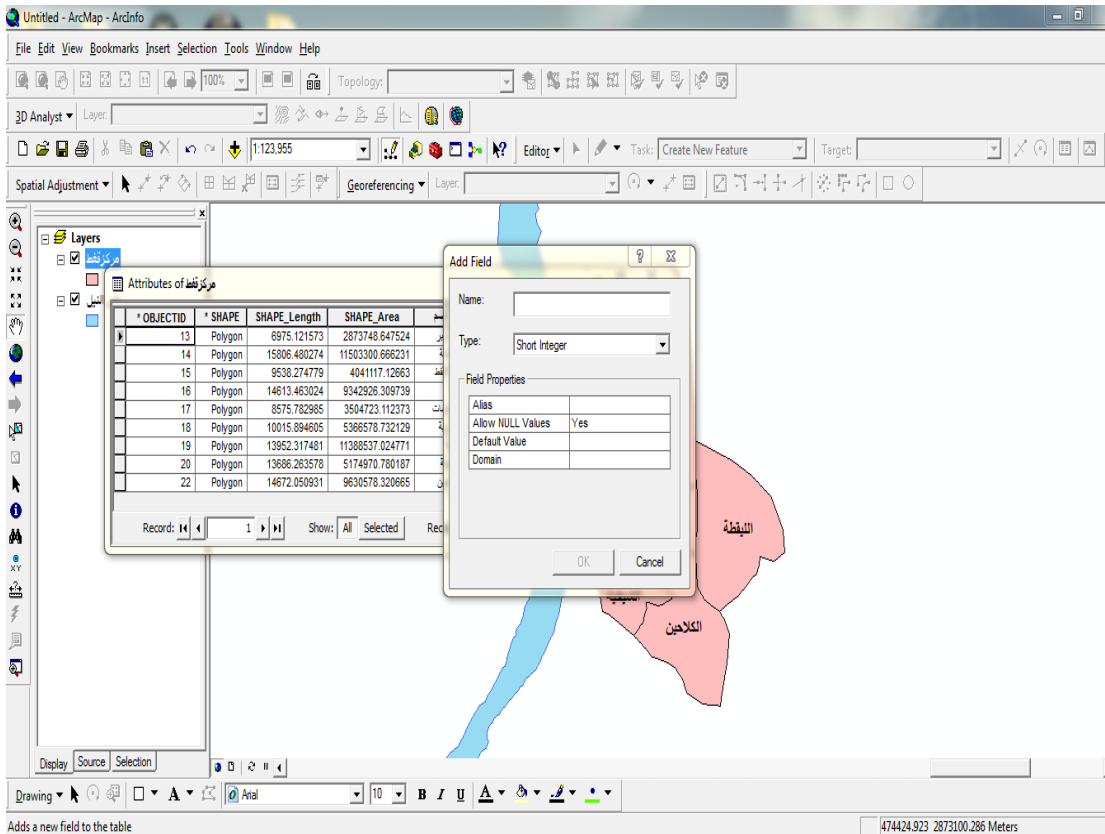 Untitled - ArcMap - ArcInfo
File Edit View Bookmarks Insert Selection Tools Window Help
100% Topology:
3D Analyst Layer:
1:123,955 Editor Task: Create New Feature Target:
Spatial Adjustment Georeferencing Layer:
Layers
مركزقفط
النيل
Attributes of مركزقفط
* OBJECTID * SHAPE SHAPE_Length SHAPE_Area
13 Polygon 6975.121573 2873748.647524
14 Polygon 15806.480274 11503300.666231
15 Polygon 9538.274779 4041117.12663
16 Polygon 14613.463024 9342926.309739
17 Polygon 8575.782985 3504723.112373
18 Polygon 10015.894605 5366578.732129
19 Polygon 13952.317481 11388537.024771
20 Polygon 13686.263578 5174970.780187
22 Polygon 14672.050931 9630578.320665
Record: 1 Show: All Selected Rec
Add Field
Name:
Type: Short Integer
Field Properties
Alias
Allow NULL Values Yes
Default Value
Domain
OK Cancel
الليقطة
الكلاحين
Display Source Selection
Drawing A Arial 10 B I U A
Adds a new field to the table
474424.923 2873100.286 Meters